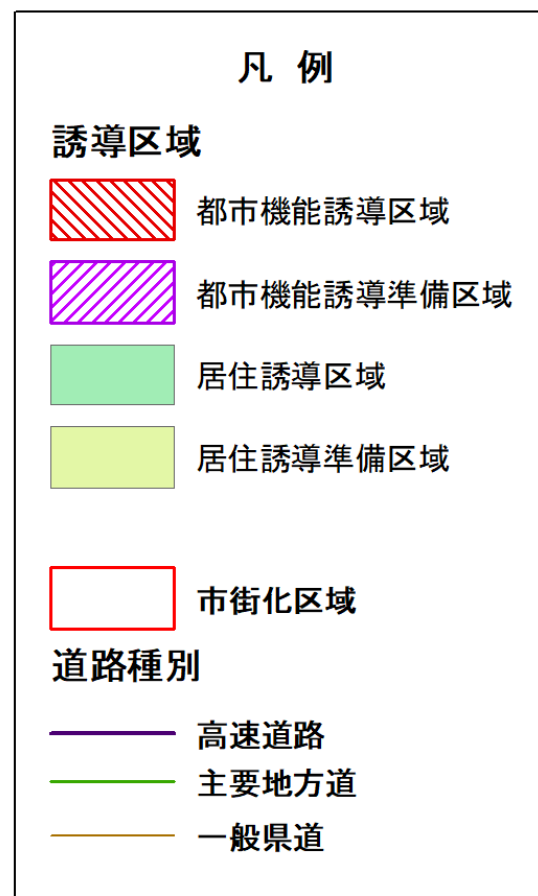 凡 例
誘導区域
都市機能誘導区域
都市機能誘導準備区域
居住誘導区域
居住誘導準備区域
市街化区域
道路種別
高速道路
主要地方道
一般県道